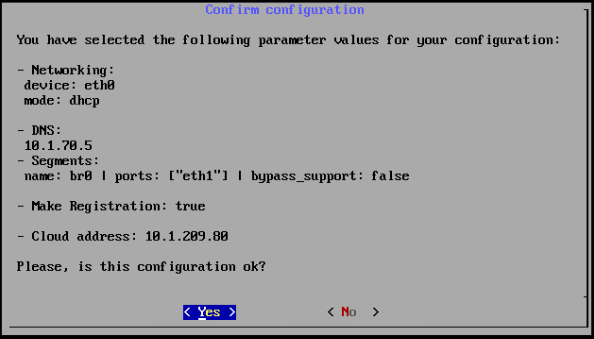 Confirm configuration
You have selected the following parameter values for your configuration:
- Networking:
device: eth0
mode: dhcp
- DNS:
10.1.70.5
- Segments:
name: br0 | ports: ["eth1"] | bypass_support: false
- Make Registration: true
- Cloud address: 10.1.209.80
Please, is this configuration ok?
< Yes > < No >